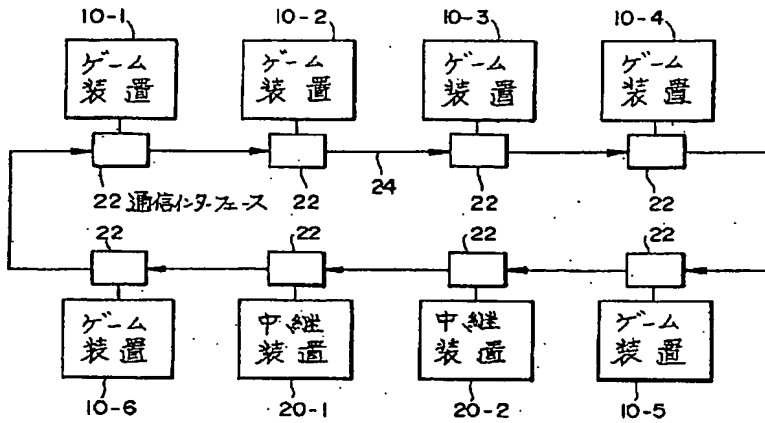 10-1 10-2 10-3 10-4
ゲーム ゲーム ゲーム ゲーム
装置 装置 装置 装置
24
22 通信インターフェース 22 22 22
22 22 22 22
ゲーム 中継 中継 ゲーム
装置 装置 装置 装置
10-6 20-1 20-2 10-5